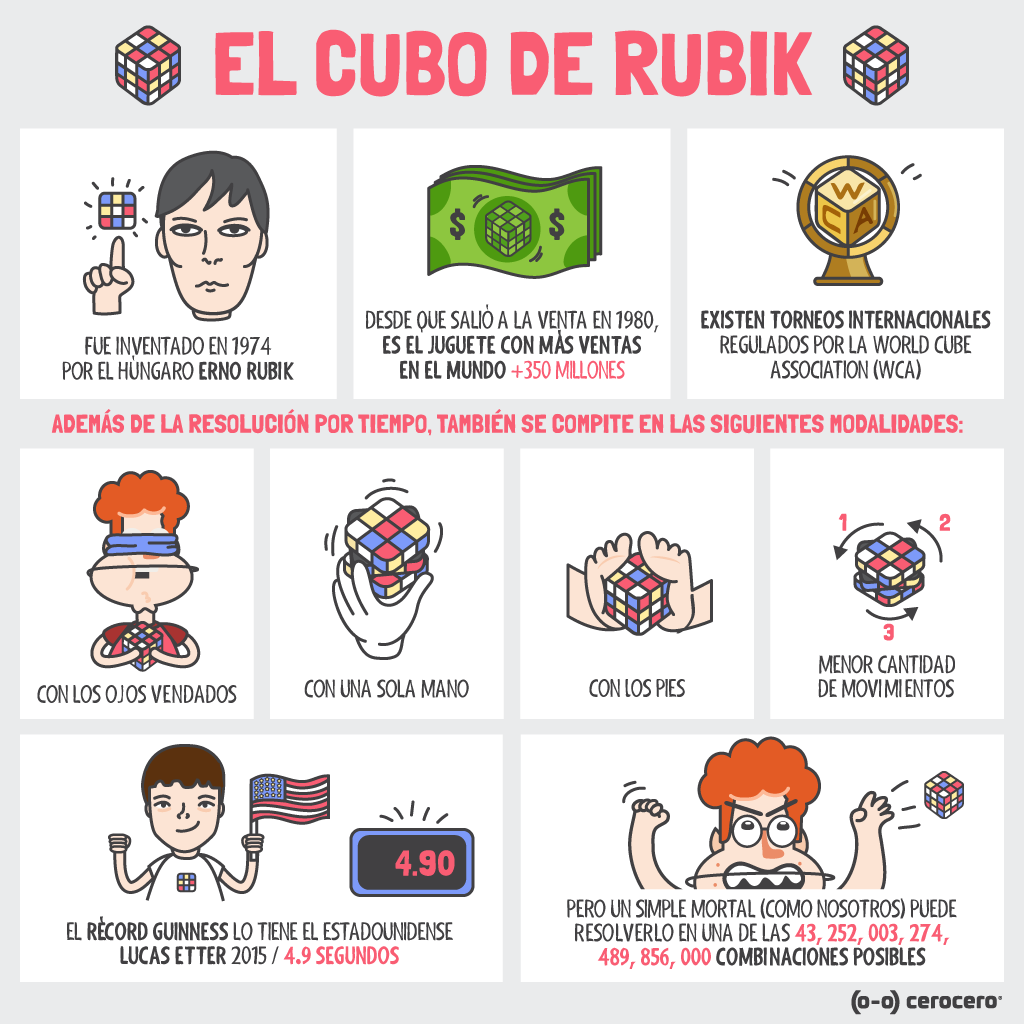 EL CUBO DE RUBIK
FUE INVENTADO EN 1974
POR EL HÙNGARO ERNO RUBIK
$ $
DESDE QUE SALIÒ A LA VENTA EN 1980,
ES EL JUGUETE CON MÀS VENTAS
EN EL MUNDO +350 MILLONES
W
C A
EXISTEN TORNEOS INTERNACIONALES
REGULADOS POR LA WORLD CUBE
ASSOCIATION (WCA)
ADEMÁS DE LA RESOLUCIÓN POR TIEMPO, TAMBIÉN SE COMPITE EN LAS SIGUIENTES MODALIDADES:
CON LOS OJOS VENDADOS
CON UNA SOLA MANO
CON LOS PIES
1 2
3
MENOR CANTIDAD
DE MOVIMIENTOS
4.90
EL RÈCORD GUINNESS LO TIENE EL ESTADOUNIDENSE
LUCAS ETTER 2015 / 4.9 SEGUNDOS
PERO UN SIMPLE MORTAL (COMO NOSOTROS) PUEDE
RESOLVERLO EN UNA DE LAS 43, 252, 003, 274,
489, 856, 000 COMBINACIONES POSIBLES
(o-o) cerocero®